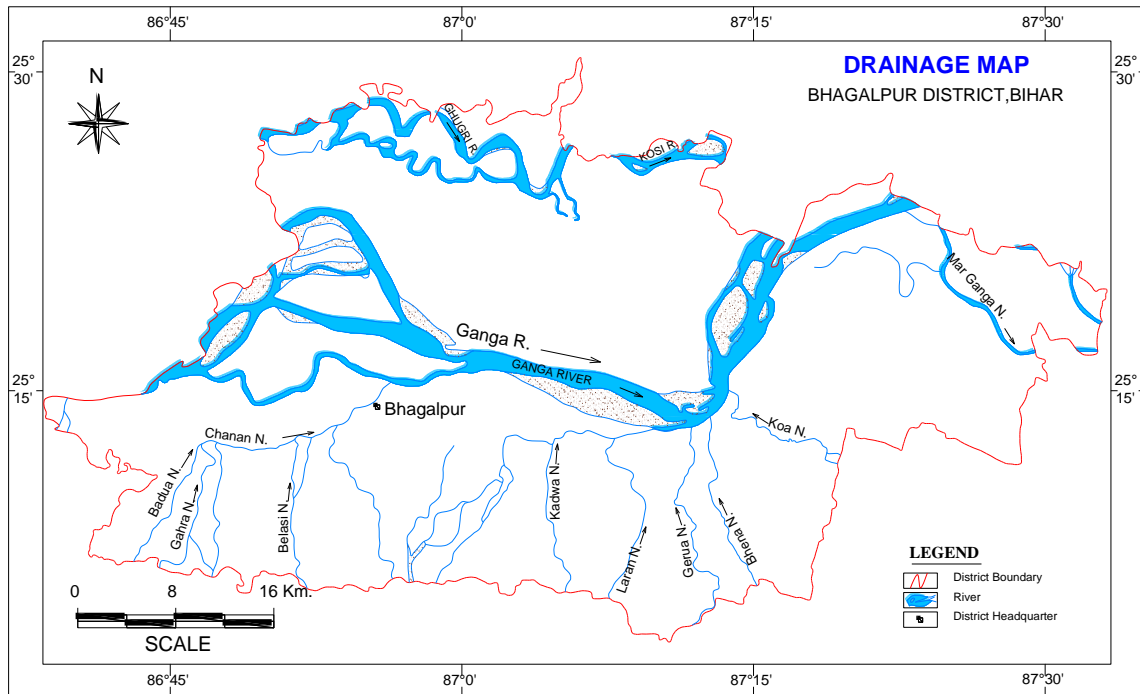 86°45'
87°0'
87°15'
87°30'
25°
30'
25°
30'
DRAINAGE MAP
BHAGALPUR DISTRICT,BIHAR
N
GHUGRI R.
KOSI R.
Mar Ganga N.
Ganga R.
GANGA RIVER
25°
15'
25°
15'
Bhagalpur
Chanan N.
Koa N.
Badua N.
Gahra N.
Belasi N.
Kadwa N.
Laran N.
Gerua N.
Bhena N.
LEGEND
District Boundary
River
District Headquarter
0 8 16 Km.
SCALE
86°45'
87°0'
87°15'
87°30'